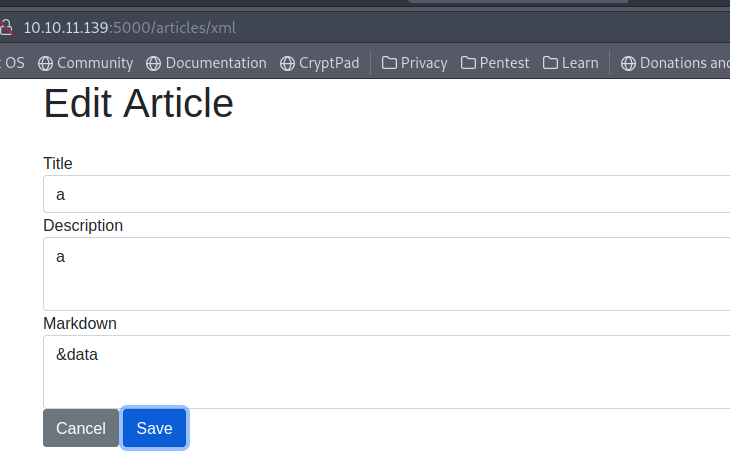 10.10.11.139:5000/articles/xml
OS Community Documentation CryptPad Privacy Pentest Learn Donations and
Edit Article
Title
a
Description
a
Markdown
&data
Cancel Save